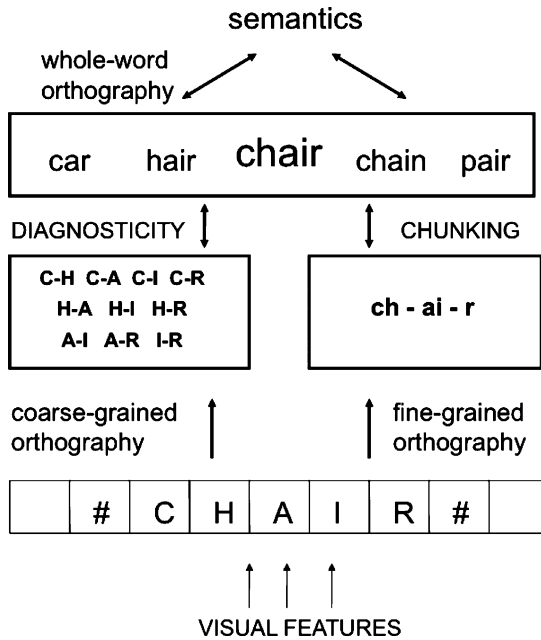 semantics
whole-word
orthography
car hair chair chain pair
DIAGNOSTICITY CHUNKING
C-H C-A C-I C-R
H-A H-I H-R
A-I A-R I-R
ch - ai - r
coarse-grained
orthography
fine-grained
orthography
# C H A I R #
VISUAL FEATURES